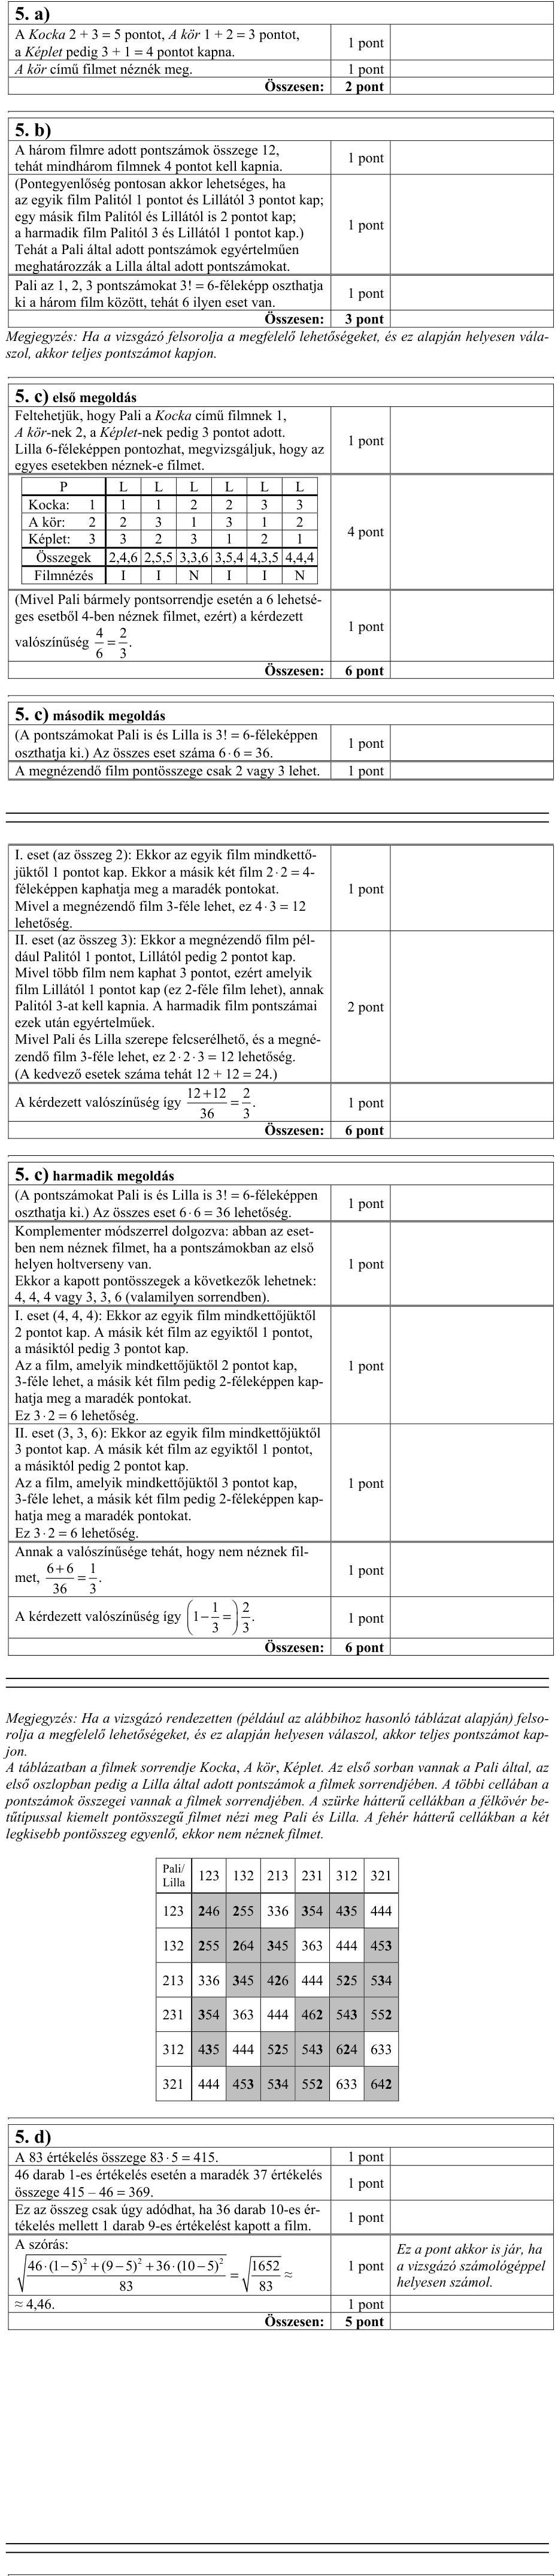 5. a)
A Kocka 2 + 3 = 5 pontot, A kör 1 + 2 = 3 pontot,
a Képlet pedig 3 + 1 = 4 pontot kapna.
1 pont
A kör című filmet néznék meg.
1 pont
Összesen: 2 pont
5. b)
A három filmre adott pontszámok összege 12,
tehát mindhárom filmnek 4 pontot kell kapnia.
1 pont
(Pontegyenlőség pontosan akkor lehetséges, ha
az egyik film Palitól 1 pontot és Lillától 3 pontot kap;
egy másik film Palitól és Lillától is 2 pontot kap;
a harmadik film Palitól 3 és Lillától 1 pontot kap.)
Tehát a Pali által adott pontszámok egyértelműen
meghatározzák a Lilla által adott pontszámokat.
1 pont
Pali az 1, 2, 3 pontszámokat 3! = 6-féleképp oszthatja
ki a három film között, tehát 6 ilyen eset van.
1 pont
Összesen: 3 pont
Megjegyzés: Ha a vizsgázó felsorolja a megfelelő lehetőségeket, és ez alapján helyesen vála-
szol, akkor teljes pontszámot kapjon.
5. c) első megoldás
Feltehetjük, hogy Pali a Kocka című filmnek 1,
A kör-nek 2, a Képlet-nek pedig 3 pontot adott.
Lilla 6-féleképpen pontozhat, megvizsgáljuk, hogy az
egyes esetekben néznek-e filmet.
1 pont
P L L L L L L
Kocka: 1 1 1 2 2 3 3
A kör: 2 2 3 1 3 1 2
Képlet: 3 3 2 3 1 2 1
Összegek 2,4,6 2,5,5 3,3,6 3,5,4 4,3,5 4,4,4
Filmnézés I I N I I N
4 pont
(Mivel Pali bármely pontsorrendje esetén a 6 lehetsé-
ges esetből 4-ben néznek filmet, ezért) a kérdezett
valószínűség 4/6 = 2/3.
1 pont
Összesen: 6 pont
5. c) második megoldás
(A pontszámokat Pali is és Lilla is 3! = 6-féleképpen
oszthatja ki.) Az összes eset száma 6 · 6 = 36.
1 pont
A megnézendő film pontösszege csak 2 vagy 3 lehet.
1 pont
I. eset (az összeg 2): Ekkor az egyik film mindkettő-
jüktől 1 pontot kap. Ekkor a másik két film 2 · 2 = 4-
féleképpen kaphatja meg a maradék pontokat.
Mivel a megnézendő film 3-féle lehet, ez 4 · 3 = 12
lehetőség.
1 pont
II. eset (az összeg 3): Ekkor a megnézendő film pél-
dául Palitól 1 pontot, Lillától pedig 2 pontot kap.
Mivel több film nem kaphat 3 pontot, ezért amelyik
film Lillától 1 pontot kap (ez 2-féle film lehet), annak
Palitól 3-at kell kapnia. A harmadik film pontszámai
ezek után egyértelműek.
Mivel Pali és Lilla szerepe felcserélhető, és a megné-
zendő film 3-féle lehet, ez 2 · 2 · 3 = 12 lehetőség.
(A kedvező esetek száma tehát 12 + 12 = 24.)
2 pont
A kérdezett valószínűség így (12+12)/36 = 2/3.
1 pont
Összesen: 6 pont
5. c) harmadik megoldás
(A pontszámokat Pali is és Lilla is 3! = 6-féleképpen
oszthatja ki.) Az összes eset 6 · 6 = 36 lehetőség.
1 pont
Komplementer módszerrel dolgozva: abban az eset-
ben nem néznek filmet, ha a pontszámokban az első
helyen holtverseny van.
Ekkor a kapott pontösszegek a következők lehetnek:
4, 4, 4 vagy 3, 3, 6 (valamilyen sorrendben).
1 pont
I. eset (4, 4, 4): Ekkor az egyik film mindkettőjüktől
2 pontot kap. A másik két film az egyiktől 1 pontot,
a másiktól pedig 3 pontot kap.
Az a film, amelyik mindkettőjüktől 2 pontot kap,
3-féle lehet, a másik két film pedig 2-féleképpen kap-
hatja meg a maradék pontokat.
Ez 3 · 2 = 6 lehetőség.
1 pont
II. eset (3, 3, 6): Ekkor az egyik film mindkettőjüktől
3 pontot kap. A másik két film az egyiktől 1 pontot,
a másiktól pedig 2 pontot kap.
Az a film, amelyik mindkettőjüktől 3 pontot kap,
3-féle lehet, a másik két film pedig 2-féleképpen kap-
hatja meg a maradék pontokat.
Ez 3 · 2 = 6 lehetőség.
1 pont
Annak a valószínűsége tehát, hogy nem néznek fil-
met, (6+6)/36 = 1/3.
1 pont
A kérdezett valószínűség így (1 − 1/3 =) 2/3.
1 pont
Összesen: 6 pont
Megjegyzés: Ha a vizsgázó rendezetten (például az alábbihoz hasonló táblázat alapján) felso-
rolja a megfelelő lehetőségeket, és ez alapján helyesen válaszol, akkor teljes pontszámot kap-
jon.
A táblázatban a filmek sorrendje Kocka, A kör, Képlet. Az első sorban vannak a Pali által, az
első oszlopban pedig a Lilla által adott pontszámok a filmek sorrendjében. A többi cellában a
pontszámok összegei vannak a filmek sorrendjében. A szürke hátterű cellákban a félkövér be-
tűtípussal kiemelt pontösszegű filmet nézi meg Pali és Lilla. A fehér hátterű cellákban a két
legkisebb pontösszeg egyenlő, ekkor nem néznek filmet.
Pali/
Lilla 123 132 213 231 312 321
123 246 255 336 354 435 444
132 255 264 345 363 444 453
213 336 345 426 444 525 534
231 354 363 444 462 543 552
312 435 444 525 543 624 633
321 444 453 534 552 633 642
5. d)
A 83 értékelés összege 83 · 5 = 415.
1 pont
46 darab 1-es értékelés esetén a maradék 37 értékelés
összege 415 – 46 = 369.
1 pont
Ez az összeg csak úgy adódhat, ha 36 darab 10-es ér-
tékelés mellett 1 darab 9-es értékelést kapott a film.
1 pont
A szórás:
√((46·(1−5)² + (9−5)² + 36·(10−5)²)/83) = √(1652/83) ≈
1 pont
Ez a pont akkor is jár, ha
a vizsgázó számológéppel
helyesen számol.
≈ 4,46.
1 pont
Összesen: 5 pont